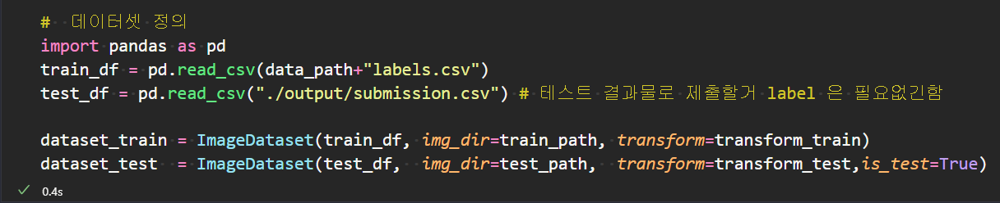 #  데이터셋 정의
import pandas as pd
train_df = pd.read_csv(data_path+"labels.csv")
test_df = pd.read_csv("./output/submission.csv") # 테스트 결과물로 제출할거 label 은 필요없긴함
dataset_train = ImageDataset(train_df, img_dir=train_path, transform=transform_train)
dataset_test  = ImageDataset(test_df,  img_dir=test_path,  transform=transform_test,is_test=True)
0.4s